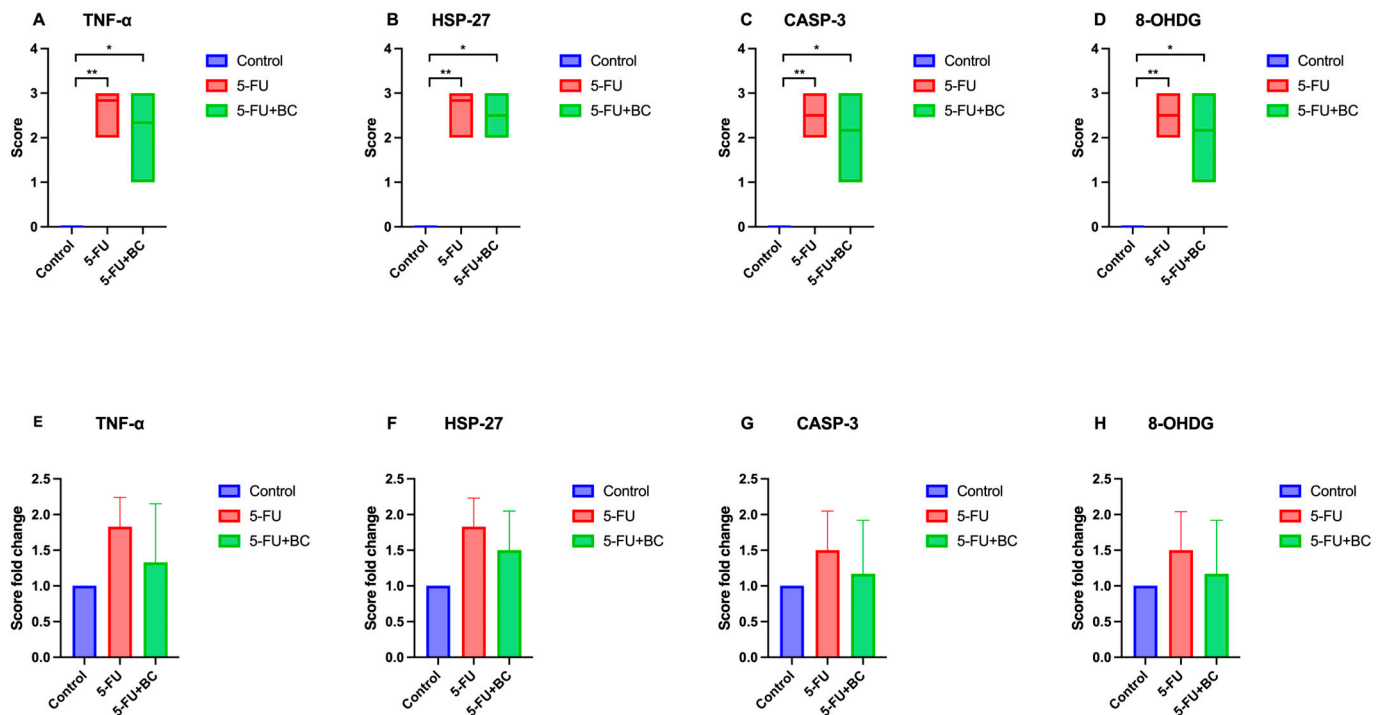 A TNF-α
Score
4
3
2
1
0
*
**
Control
5-FU
5-FU+BC
Control
5-FU
5-FU+BC
B HSP-27
Score
4
3
2
1
0
*
**
Control
5-FU
5-FU+BC
Control
5-FU
5-FU+BC
C CASP-3
Score
4
3
2
1
0
*
**
Control
5-FU
5-FU+BC
Control
5-FU
5-FU+BC
D 8-OHDG
Score
4
3
2
1
0
*
**
Control
5-FU
5-FU+BC
Control
5-FU
5-FU+BC
E TNF-α
Score fold change
2.5
2.0
1.5
1.0
0.5
0.0
Control
5-FU
5-FU+BC
Control
5-FU
5-FU+BC
F HSP-27
Score fold change
2.5
2.0
1.5
1.0
0.5
0.0
Control
5-FU
5-FU+BC
Control
5-FU
5-FU+BC
G CASP-3
Score fold change
2.5
2.0
1.5
1.0
0.5
0.0
Control
5-FU
5-FU+BC
Control
5-FU
5-FU+BC
H 8-OHDG
Score fold change
2.5
2.0
1.5
1.0
0.5
0.0
Control
5-FU
5-FU+BC
Control
5-FU
5-FU+BC